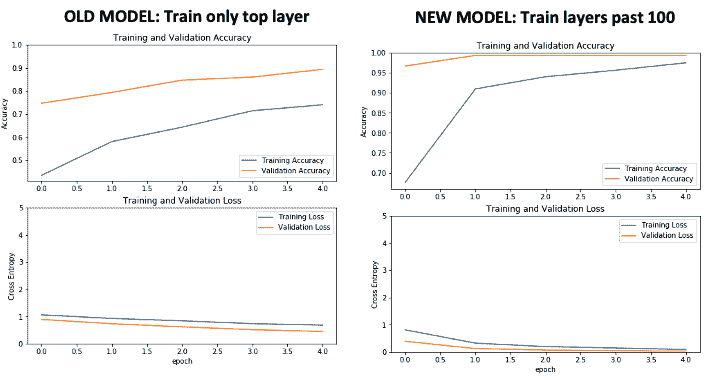 OLD MODEL: Train only top layer
Training and Validation Accuracy
1.0
0.9
0.8
0.7
0.6
0.5
Accuracy
0.0 0.5 1.0 1.5 2.0 2.5 3.0 3.5 4.0
Training Accuracy
Validation Accuracy
Training and Validation Loss
5
4
3
2
1
0
Cross Entropy
0.0 0.5 1.0 1.5 2.0 2.5 3.0 3.5 4.0
epoch
Training Loss
Validation Loss
NEW MODEL: Train layers past 100
Training and Validation Accuracy
1.00
0.95
0.90
0.85
0.80
0.75
0.70
Accuracy
0.0 0.5 1.0 1.5 2.0 2.5 3.0 3.5 4.0
Training Accuracy
Validation Accuracy
Training and Validation Loss
5
4
3
2
1
0
Cross Entropy
0.0 0.5 1.0 1.5 2.0 2.5 3.0 3.5 4.0
epoch
Training Loss
Validation Loss